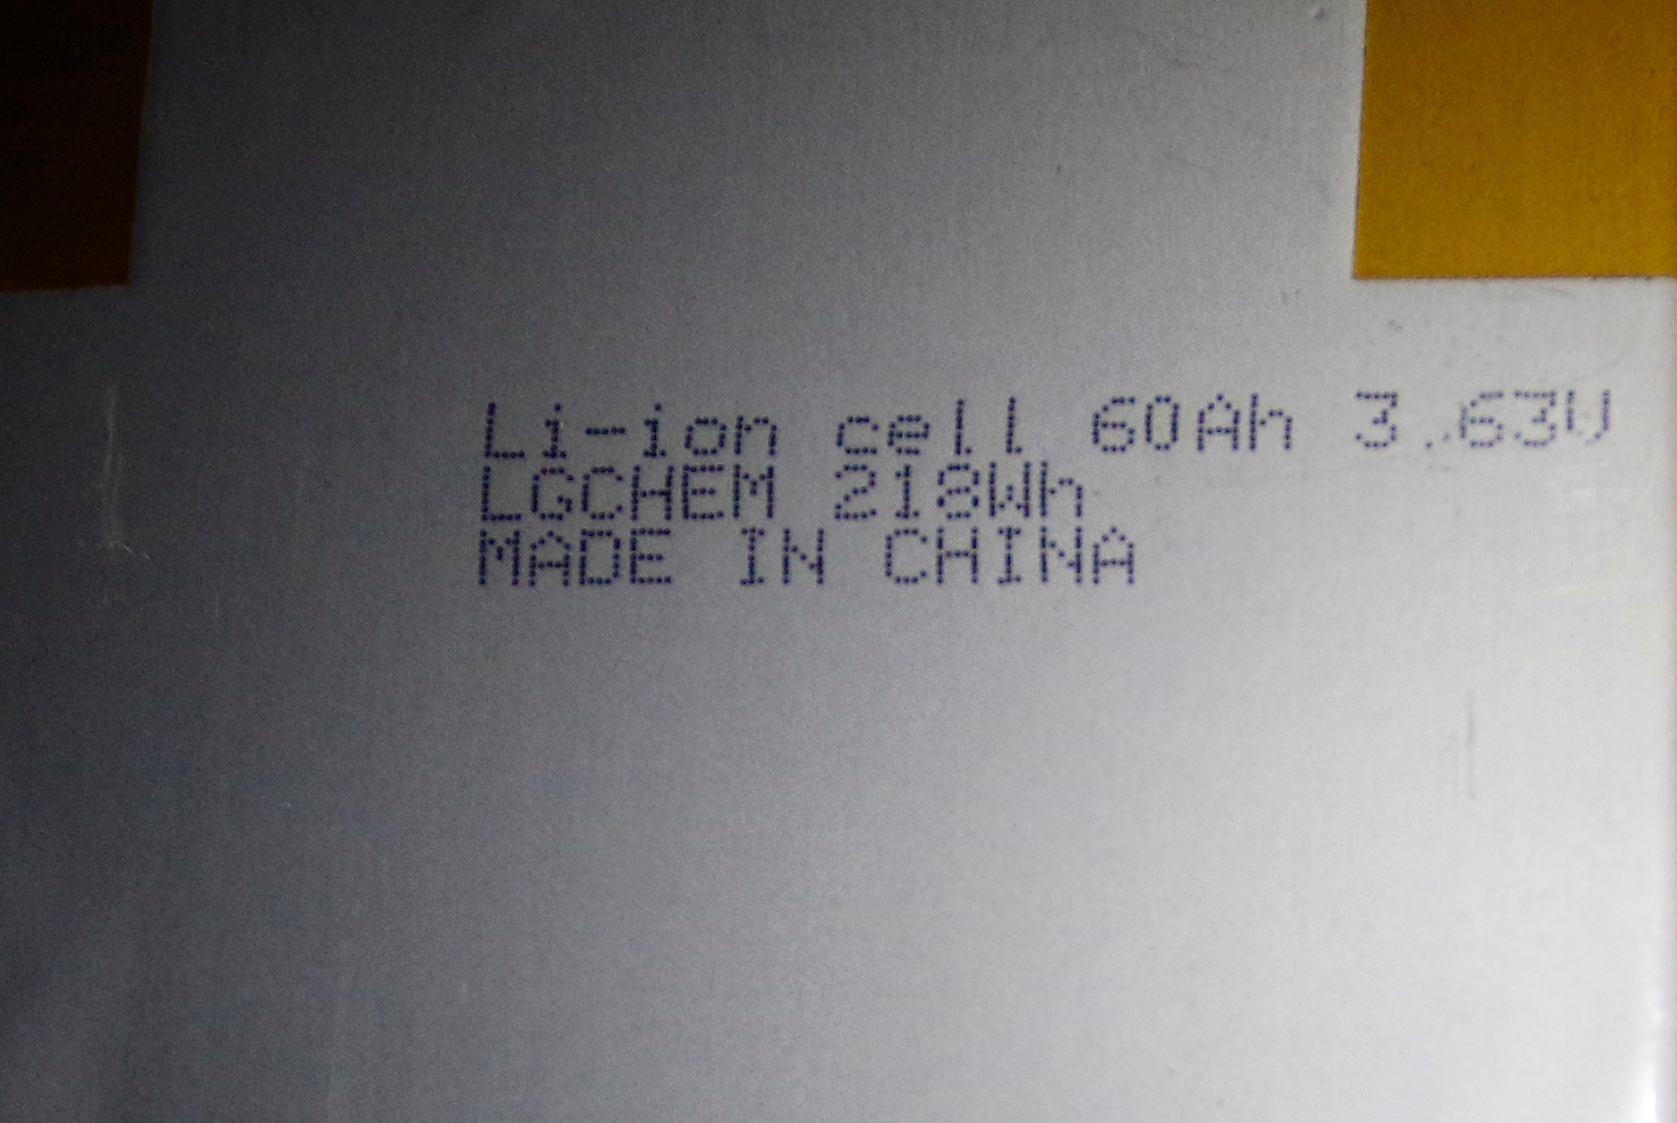 Li-ion cell 60Ah 3.63V
LGCHEM 218Wh
MADE IN CHINA